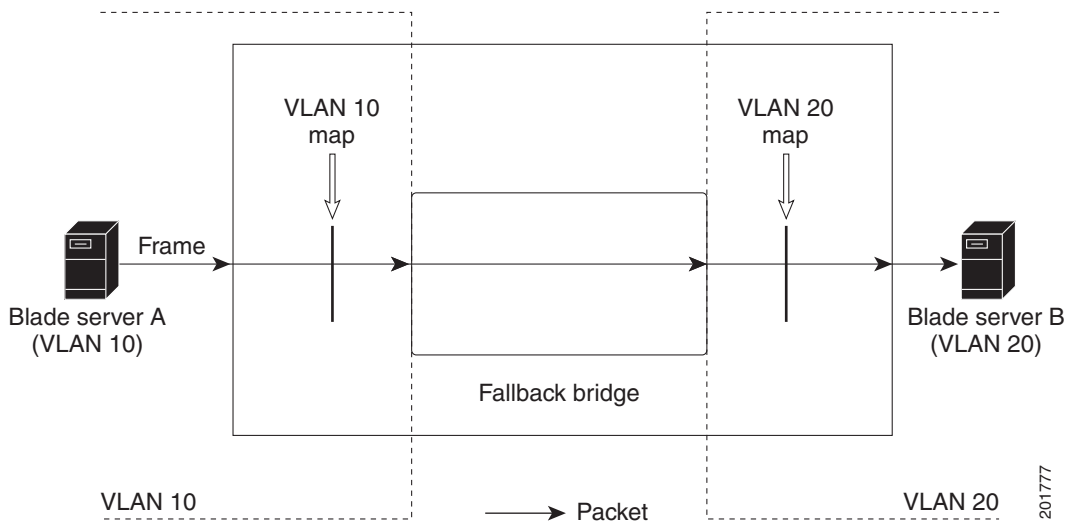 VLAN 10
map
VLAN 20
map
Frame
Blade server A
(VLAN 10)
Blade server B
(VLAN 20)
Fallback bridge
VLAN 10
Packet
VLAN 20
201777